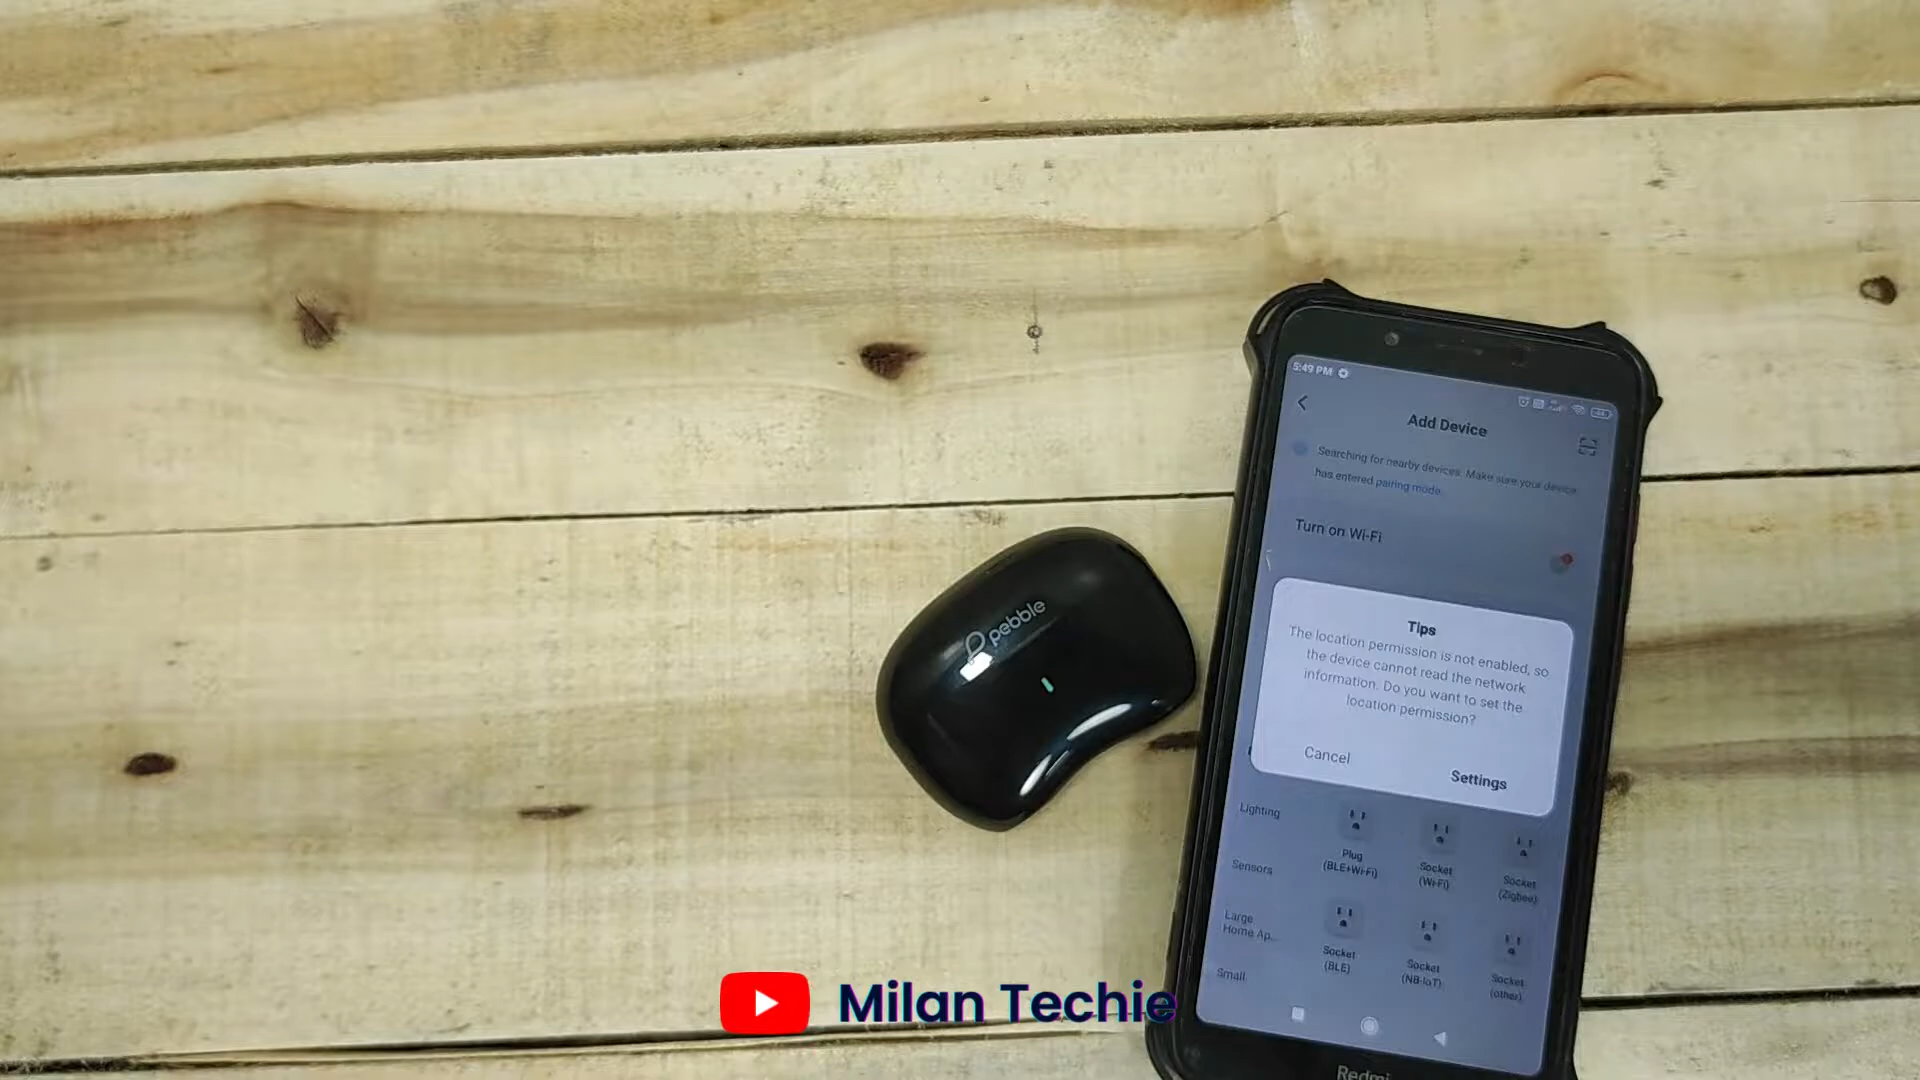 5:49 PM
Add Device
Searching for nearby devices. Make sure your device
has entered pairing mode.
Turn on Wi-Fi
Tips
The location permission is not enabled, so
the device cannot read the network
information. Do you want to set the
location permission?
Cancel
Settings
Lighting
Plug
(BLE+Wi-Fi)
Socket
(Wi-Fi)
Socket
(Zigbee)
Sensors
Large
Home Ap...
Socket
(BLE)
Socket
(NB-IoT)
Socket
(other)
Small
Redmi
pebble
Milan Techie